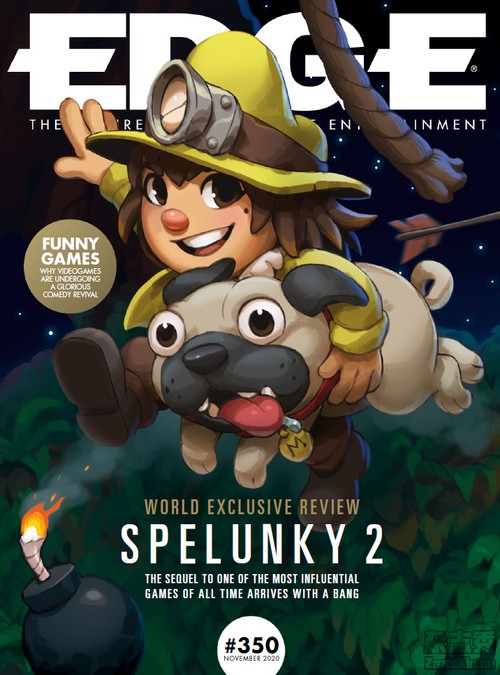 EDGE
®
THE
ENTERTAINMENT
FUNNY
GAMES
WHY VIDEOGAMES
ARE UNDERGOING
A GLORIOUS
COMEDY REVIVAL
M
WORLD EXCLUSIVE REVIEW
SPELUNKY 2
THE SEQUEL TO ONE OF THE MOST INFLUENTIAL
GAMES OF ALL TIME ARRIVES WITH A BANG
#350
NOVEMBER 2020